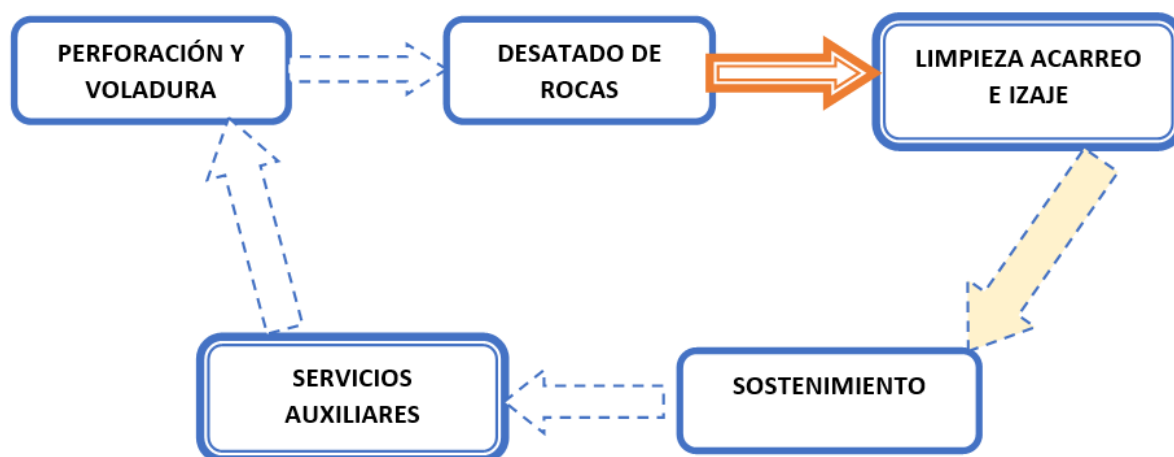 PERFORACIÓN Y
VOLADURA
DESATADO DE
ROCAS
LIMPIEZA ACARREO
E IZAJE
SERVICIOS
AUXILIARES
SOSTENIMIENTO